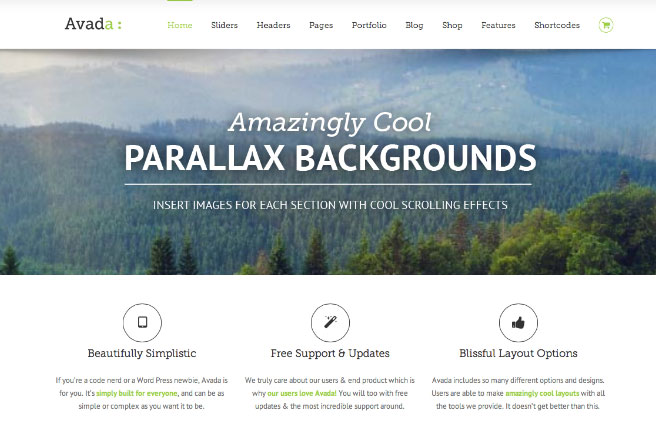 Avada:
Home Sliders Headers Pages Portfolio Blog Shop Features Shortcodes
Amazingly Cool
PARALLAX BACKGROUNDS
INSERT IMAGES FOR EACH SECTION WITH COOL SCROLLING EFFECTS
Beautifully Simplistic
If you're a code nerd or a Word Press newbie, Avada is
for you. It's simply built for everyone, and can be as
simple or complex as you want it to be.
Free Support & Updates
We truly care about our users & end product which is
why our users love Avada! You will too with free
updates & the most incredible support around.
Blissful Layout Options
Avada includes so many different options and designs.
Users are able to make amazingly cool layouts with all
the tools we provide. It doesn't get better than this.